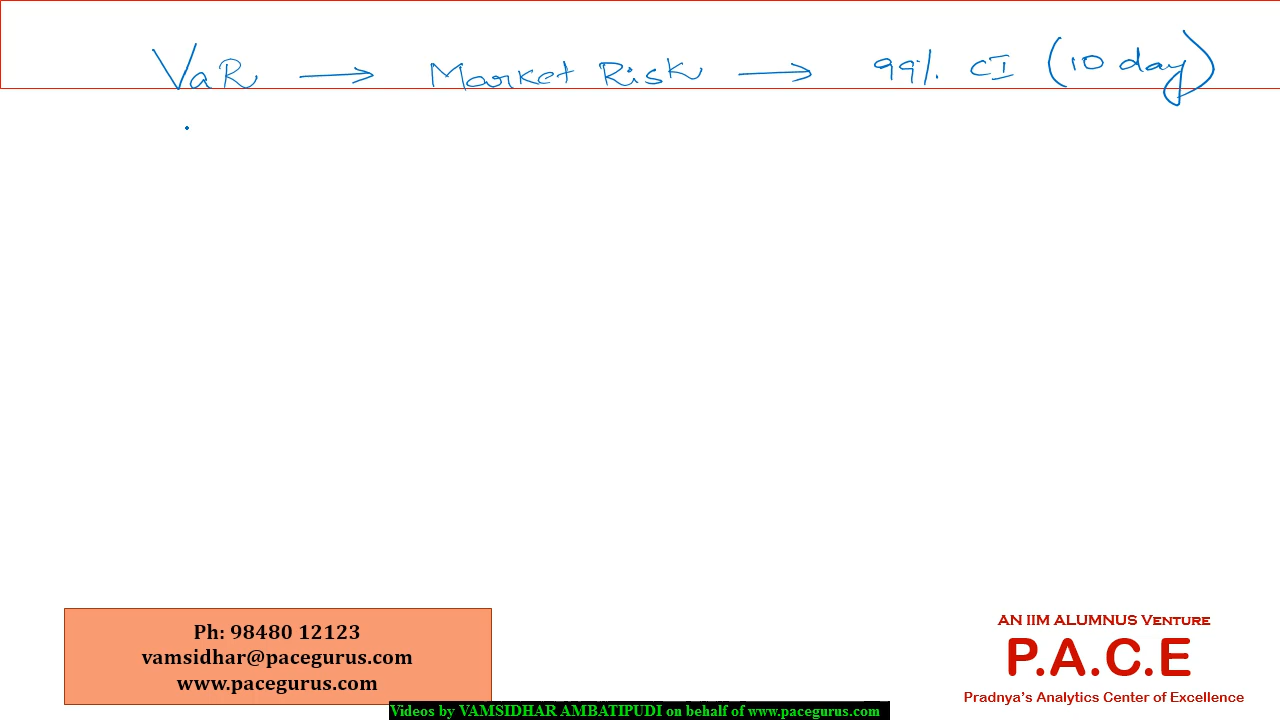 VaR → Market Risk → 99% CI (10 day)
Ph: 98480 12123
vamsidhar@pacegurus.com
www.pacegurus.com
AN IIM ALUMNUS VENTURE
P.A.C.E
Pradnya's Analytics Center of Excellence
Videos by VAMSIDHAR AMBATIPUDI on behalf of www.pacegurus.com